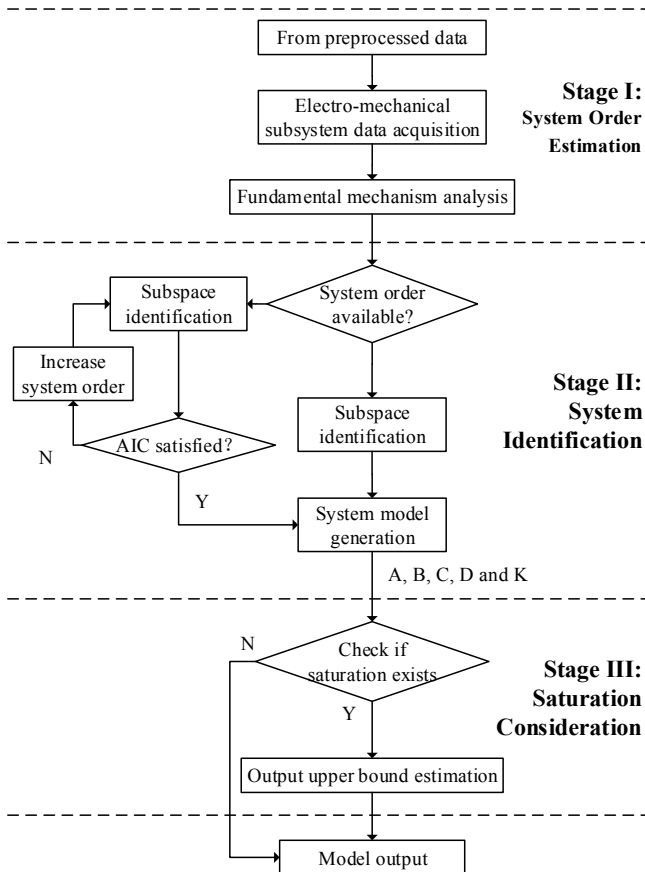 From preprocessed data
Electro-mechanical
subsystem data acquisition
Fundamental mechanism analysis
Stage I:
System Order
Estimation
Subspace
identification
System order
available?
Increase
system order
Subspace
identification
N
AIC satisfied?
Y
System model
generation
A, B, C, D and K
Stage II:
System
Identification
N
Check if
saturation exists
Y
Output upper bound estimation
Stage III:
Saturation
Consideration
Model output